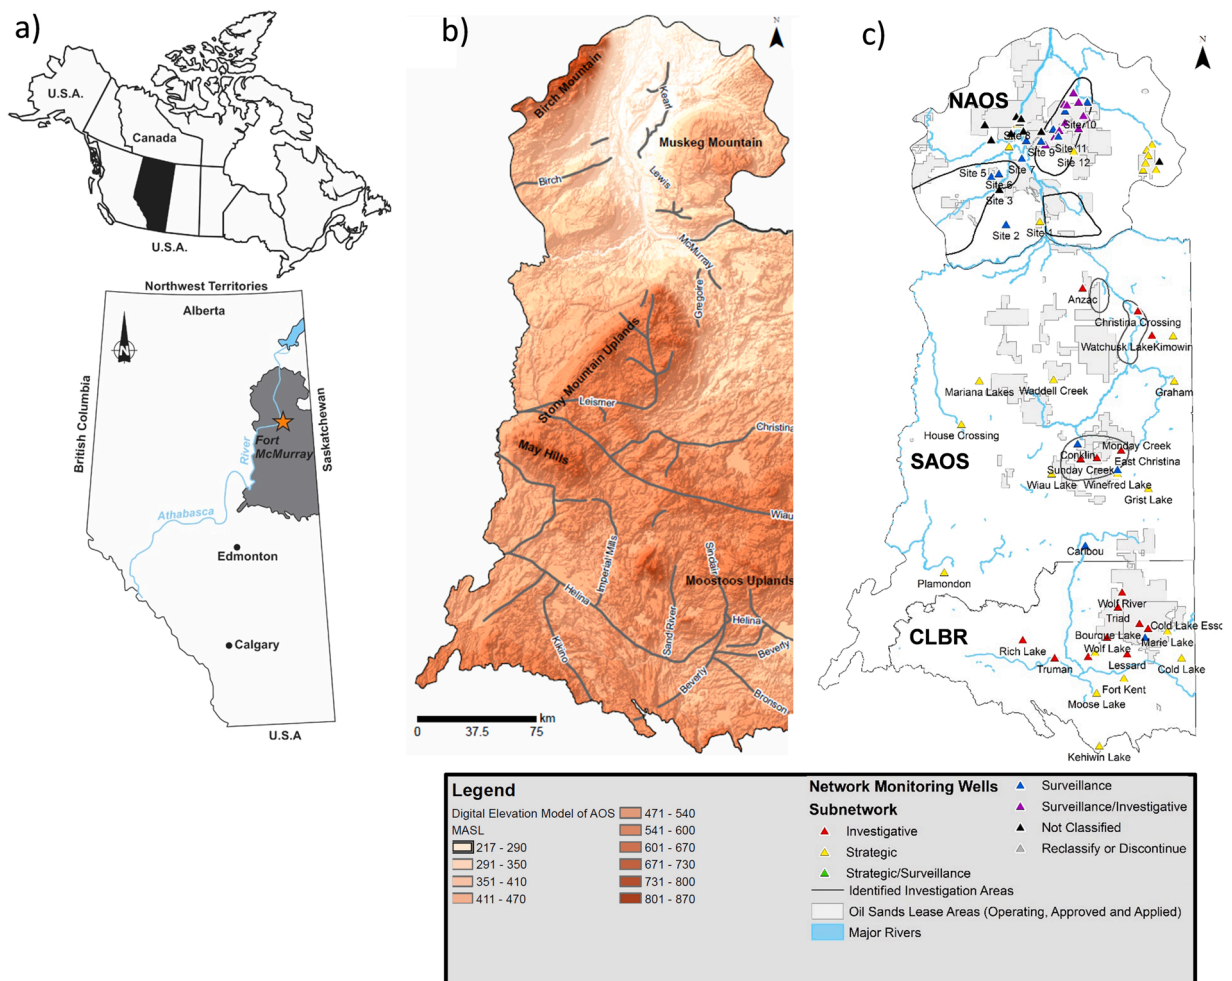 a)
U.S.A.
Canada
U.S.A.
Northwest Territories
Alberta
N
British Columbia
Saskatchewan
Fort
McMurray
River
Athabasca
Edmonton
Calgary
U.S.A
b)
N
Birch Mountain
Kearl
Muskeg Mountain
Birch
Lewis
McMurray
Gregoire
Stony Mountain Uplands
Leismer
Christina
May Hills
Wiau
Imperial Mills
Sinclair
Moostoos Uplands
Helina
Sand River
Helina
Kikino
Beverly
Beverly
Bronson
km
0 37.5 75
c)
N
NAOS
Site 10
Site 8
Site 9
Site 11
Site 12
Site 7
Site 5
Site 6
Site 3
Site 2
Site 1
Anzac
Christina Crossing
Watchusk Lake
Kimowin
Mariana Lakes
Waddell Creek
Graham
House Crossing
SAOS
Monday Creek
Conklin
East Christina
Sunday Creek
Wiau Lake
Winefred Lake
Grist Lake
Caribou
Plamondon
Wolf River
Triad
CLBR
Cold Lake Esso
Bourque Lake
Marie Lake
Rich Lake
Wolf Lake
Truman
Lessard
Cold Lake
Fort Kent
Moose Lake
Kehiwin Lake
Legend
Digital Elevation Model of AOS
MASL
217 - 290
291 - 350
351 - 410
411 - 470
471 - 540
541 - 600
601 - 670
671 - 730
731 - 800
801 - 870
Network Monitoring Wells
Subnetwork
Investigative
Strategic
Strategic/Surveillance
Surveillance
Surveillance/Investigative
Not Classified
Reclassify or Discontinue
Identified Investigation Areas
Oil Sands Lease Areas (Operating, Approved and Applied)
Major Rivers